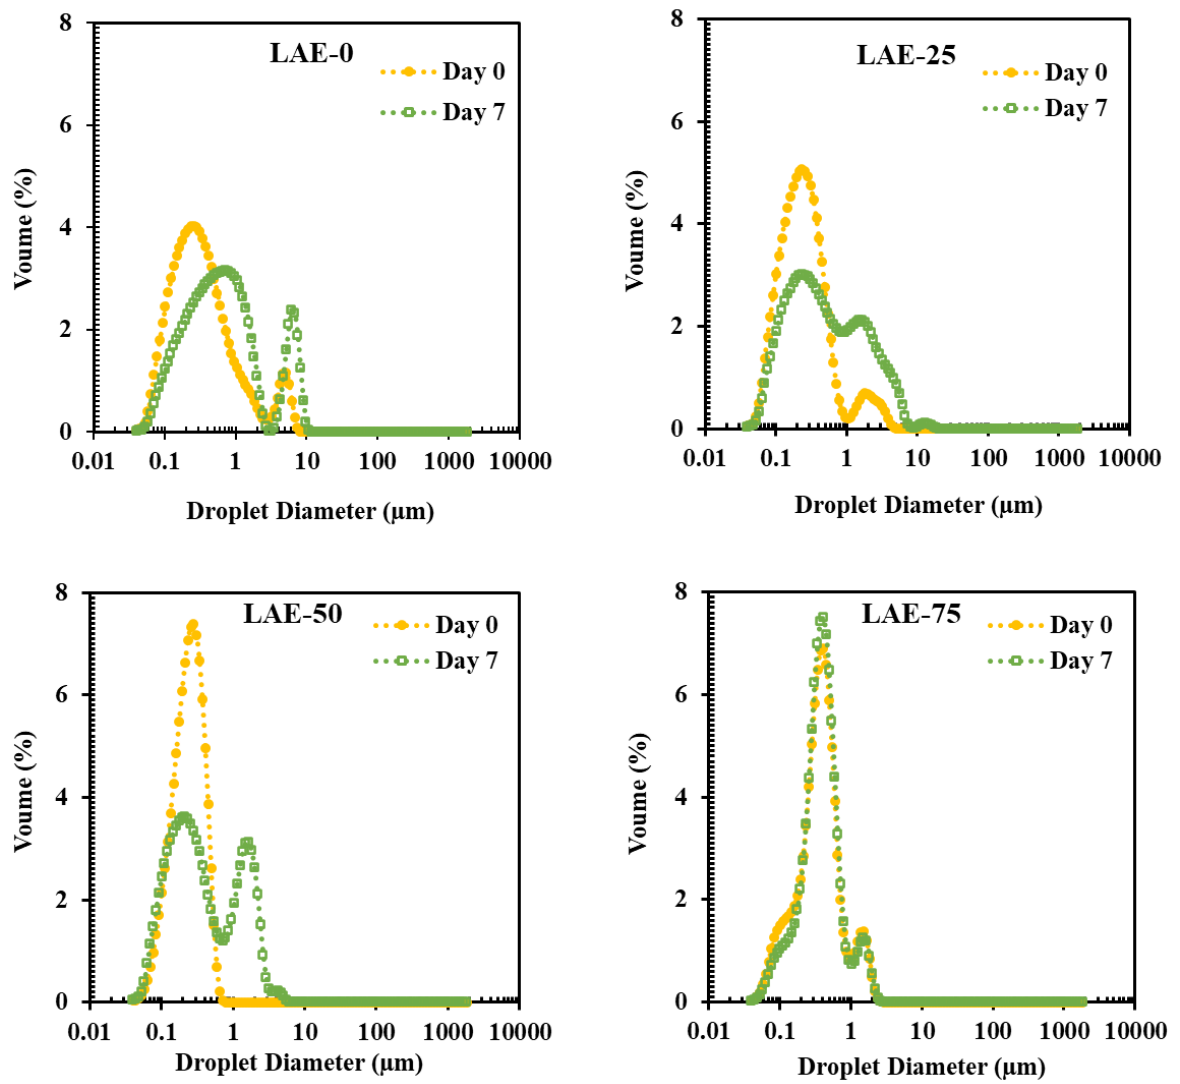 LAE-0
Day 0
Day 7
8
6
4
2
0
Voume (%)
0.01 0.1 1 10 100 1000 10000
Droplet Diameter (µm)
LAE-25
Day 0
Day 7
8
6
4
2
0
Voume (%)
0.01 0.1 1 10 100 1000 10000
Droplet Diameter (µm)
LAE-50
Day 0
Day 7
8
6
4
2
0
Voume (%)
0.01 0.1 1 10 100 1000 10000
Droplet Diameter (µm)
LAE-75
Day 0
Day 7
8
6
4
2
0
Voume (%)
0.01 0.1 1 10 100 1000 10000
Droplet Diameter (µm)